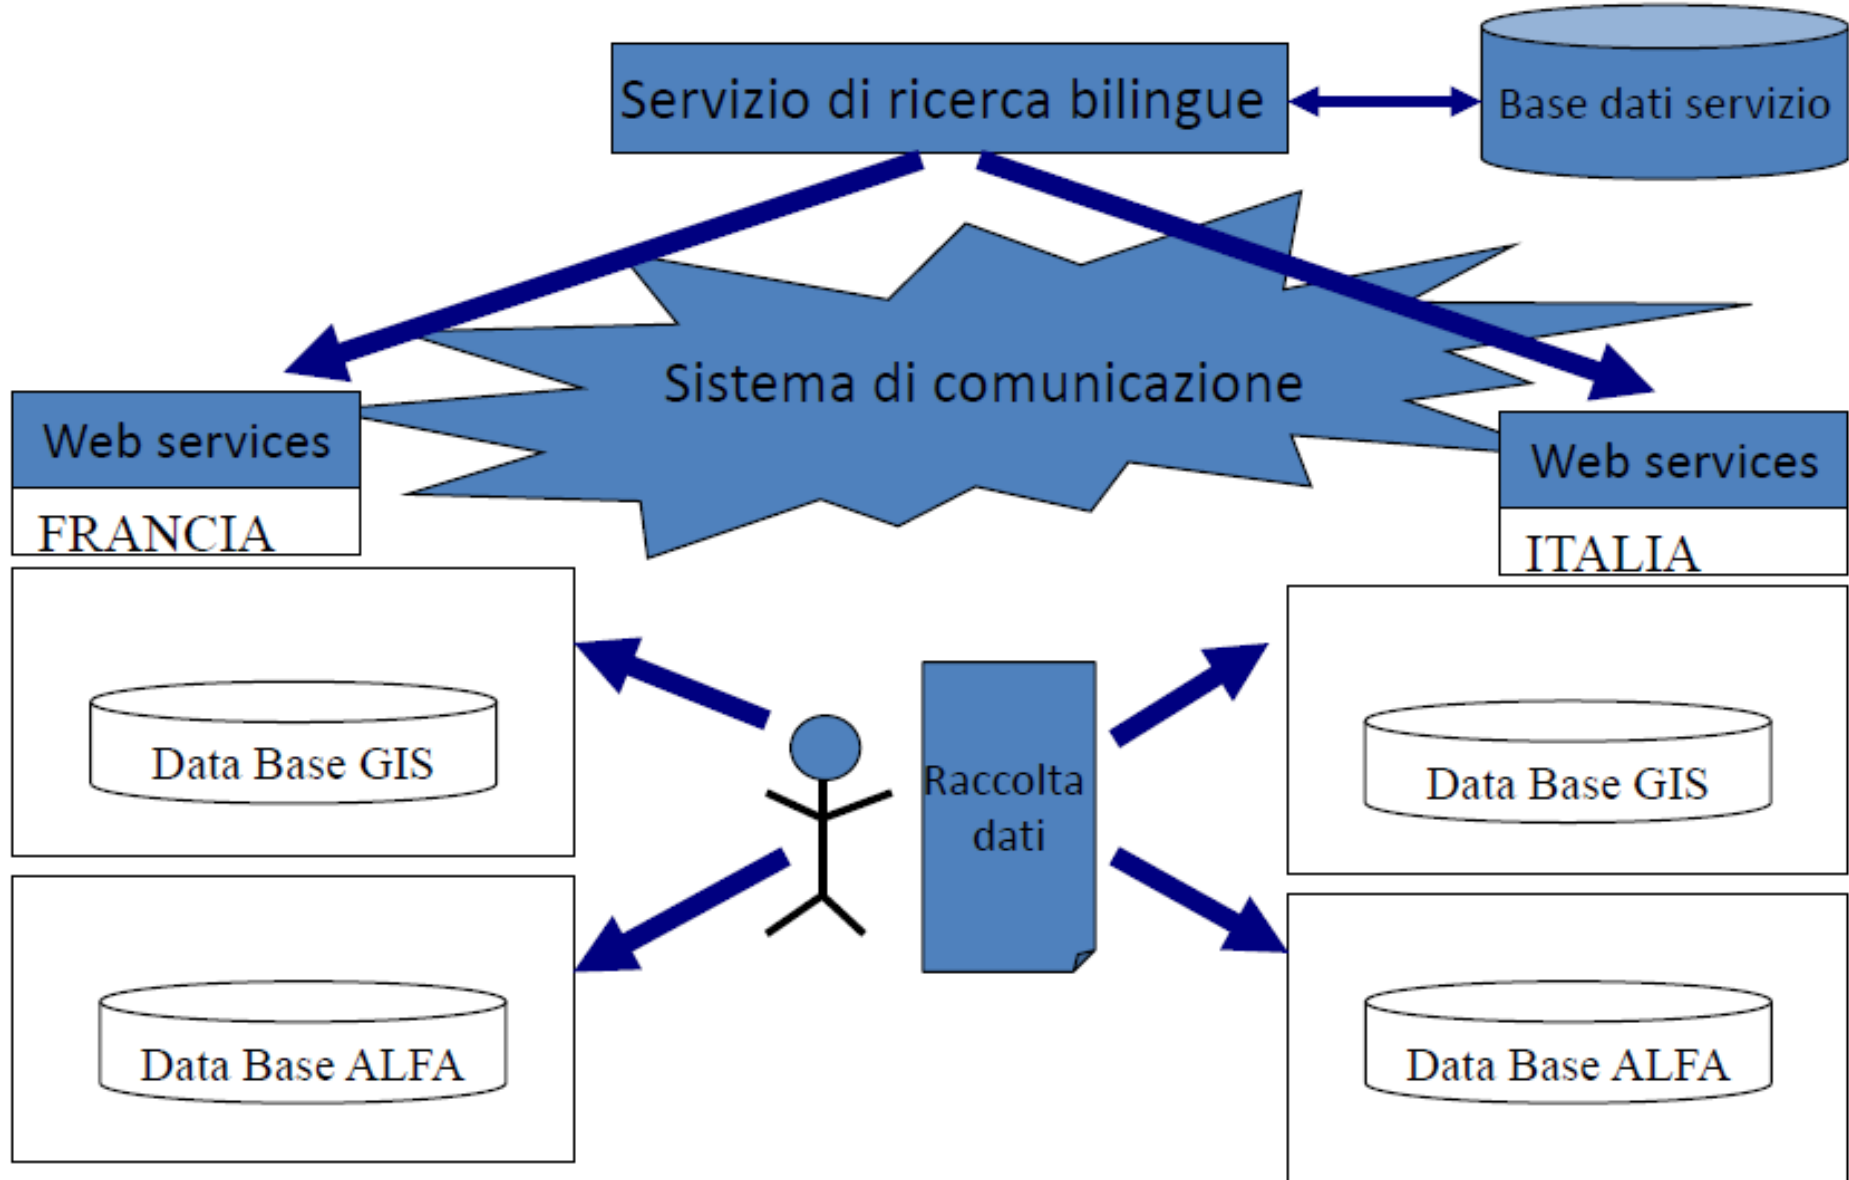 Servizio di ricerca bilingue
Base dati servizio
Sistema di comunicazione
Web services
FRANCIA
Web services
ITALIA
Data Base GIS
Raccolta
dati
Data Base GIS
Data Base ALFA
Data Base ALFA